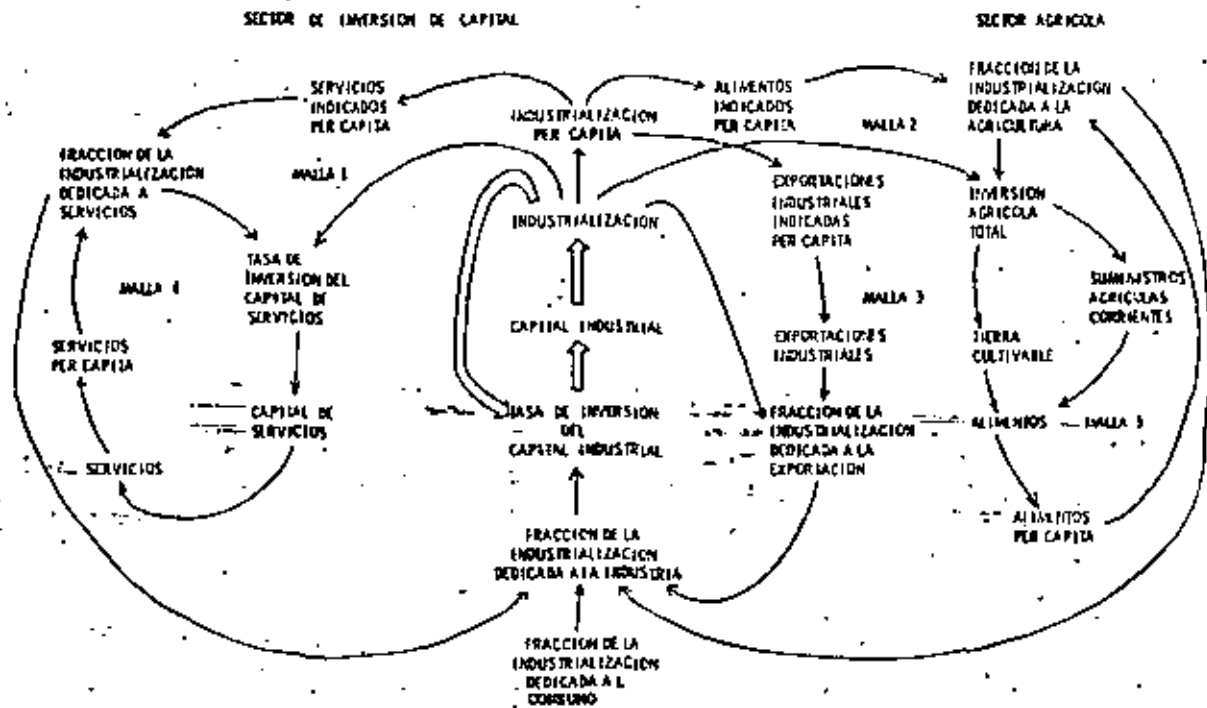 SECTOR DE INVERSION DE CAPITAL
SECTOR AGRICOLA
SERVICIOS
INDICADOS
PER CAPITA
INDUSTRIALIZACION
PER CAPITA
ALIMENTOS
INDICADOS
PER CAPITA
FRACCION DE LA
INDUSTRIALIZACION
DEDICADA A LA
AGRICULTURA
MALLA 2
FRACCION DE LA
INDUSTRIALIZACION
DEDICADA A
SERVICIOS
MALLA 1
INDUSTRIALIZACION
EXPORTACIONES
INDUSTRIALES
INDICADAS
PER CAPITA
INVERSION
AGRICOLA
TOTAL
TASA DE
INVERSION DEL
CAPITAL DE
SERVICIOS
MALLA 4
MALLA 3
SUMINISTROS
AGRICOLAS
CORRIENTES
CAPITAL INDUSTRIAL
SERVICIOS
PER CAPITA
EXPORTACIONES
INDUSTRIALES
TIERRA
CULTIVABLE
CAPITAL DE
SERVICIOS
TASA DE INVERSION
DEL
CAPITAL INDUSTRIAL
FRACCION DE LA
INDUSTRIALIZACION
DEDICADA A LA
EXPORTACION
ALIMENTOS
MALLA 5
SERVICIOS
ALIMENTOS
PER CAPITA
FRACCION DE LA
INDUSTRIALIZACION
DEDICADA A LA INDUSTRIA
FRACCION DE LA
INDUSTRIALIZACION
DEDICADA A L
CONSUMO